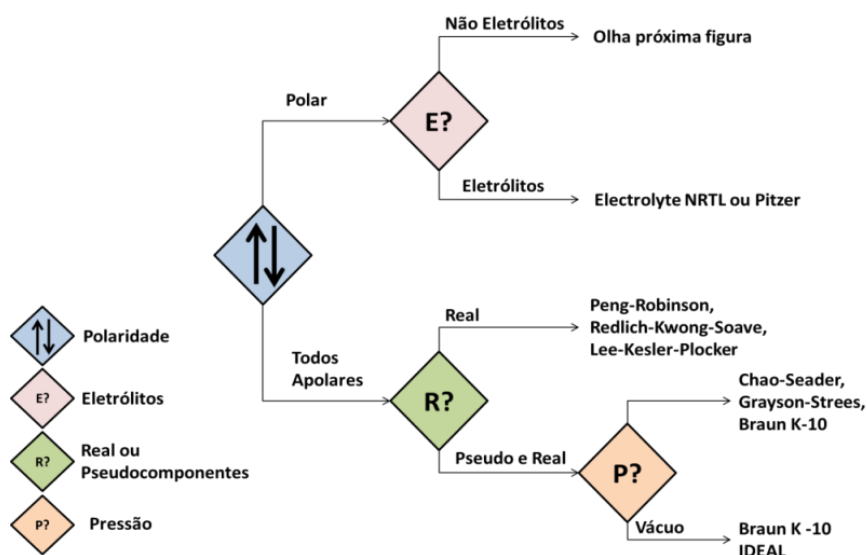 Não Eletrólitos
Olha próxima figura
Polar
E?
Eletrólitos
Electrolyte NRTL ou Pitzer
Real
Peng-Robinson,
Redlich-Kwong-Soave,
Lee-Kesler-Plocker
Todos
Apolares
R?
Chao-Seader,
Grayson-Strees,
Braun K-10
Pseudo e Real
P?
Vácuo
Braun K -10
IDEAL
Polaridade
E?
Eletrólitos
R?
Real ou
Pseudocomponentes
P?
Pressão